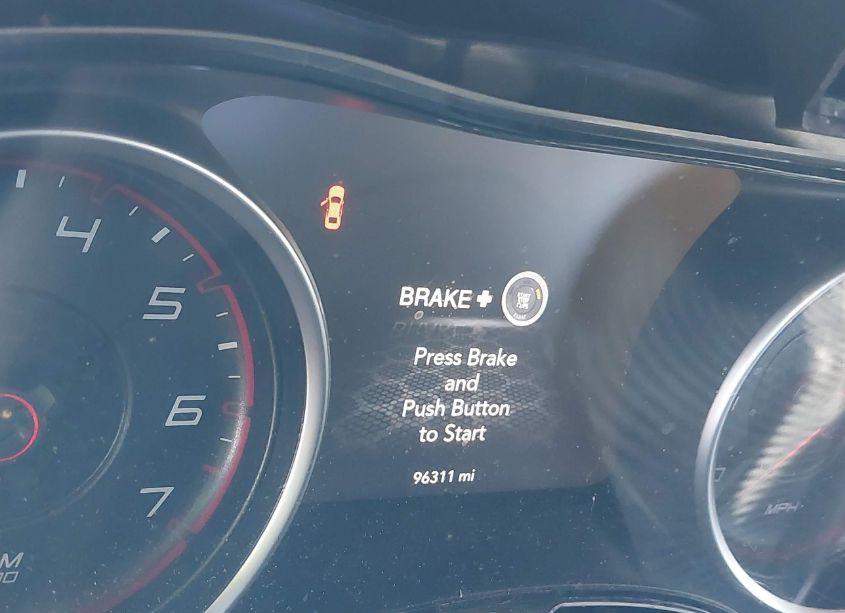 4
5
6
7
BRAKE +
Press Brake
and
Push Button
to Start
96311 mi
MPH